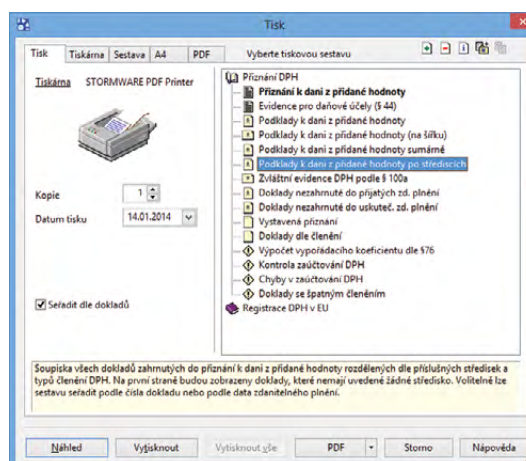 Tisk
Tisk Tiskárna Sestava A4 PDF Vyberte tiskovou sestavu
Tiskárna STORMWARE PDF Printer
Kopie 1
Datum tisku 14.01.2014
Seřadit dle dokladů
Přiznání DPH
Přiznání k dani z přidané hodnoty
Evidence pro daňové účely (§ 44)
Podklady k dani z přidané hodnoty
Podklady k dani z přidané hodnoty (na šířku)
Podklady k dani z přidané hodnoty sumárně
Podklady k dani z přidané hodnoty po střediscích
Zvláštní evidence DPH podle § 100a
Doklady nezahrnuté do přijatých zd. plnění
Doklady nezahrnuté do uskuteč. zd. plnění
Vystavená přiznání
Doklady dle členění
Výpočet vypořádacího koeficientu dle §76
Kontrola zaúčtování DPH
Chyby v zaúčtování DPH
Doklady se špatným členěním
Registrace DPH v EU
Soupiska všech dokladů zahrnutých do přiznání k dani z přidané hodnoty rozdělených dle příslušných středisek a
typů členění DPH. Na první straně budou zobrazeny doklady, které nemají uvedené žádné středisko. Volitelně lze
sestavu seřadit podle čísla dokladu nebo podle data zdanitelného plnění.
Náhled Vytisknout Vytisknout vše PDF Storno Nápověda